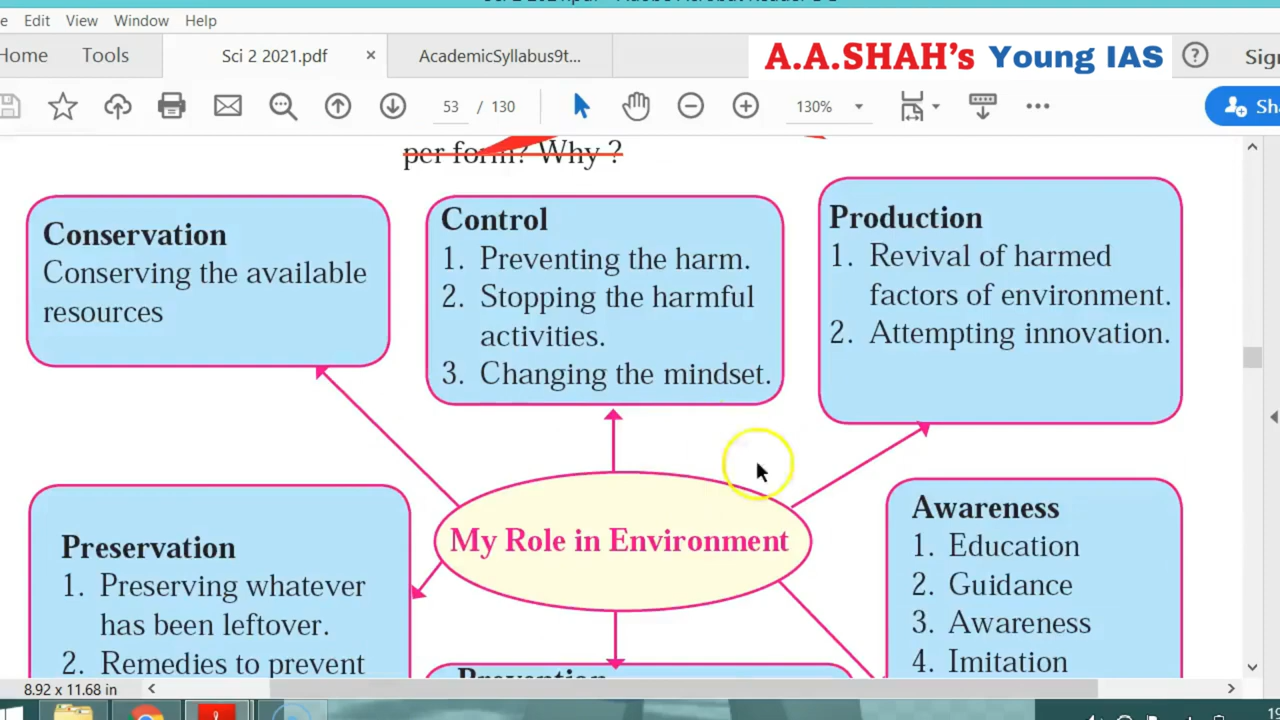 Edit View Window Help
Home Tools Sci 2 2021.pdf × AcademicSyllabus9t...
A.A.SHAH's Young IAS
53 / 130 130%
per form? Why ?
Conservation
Conserving the available
resources
Control
1. Preventing the harm.
2. Stopping the harmful
activities.
3. Changing the mindset.
Production
1. Revival of harmed
factors of environment.
2. Attempting innovation.
My Role in Environment
Preservation
1. Preserving whatever
has been leftover.
2. Remedies to prevent
Awareness
1. Education
2. Guidance
3. Awareness
4. Imitation
Prevention
8.92 x 11.68 in